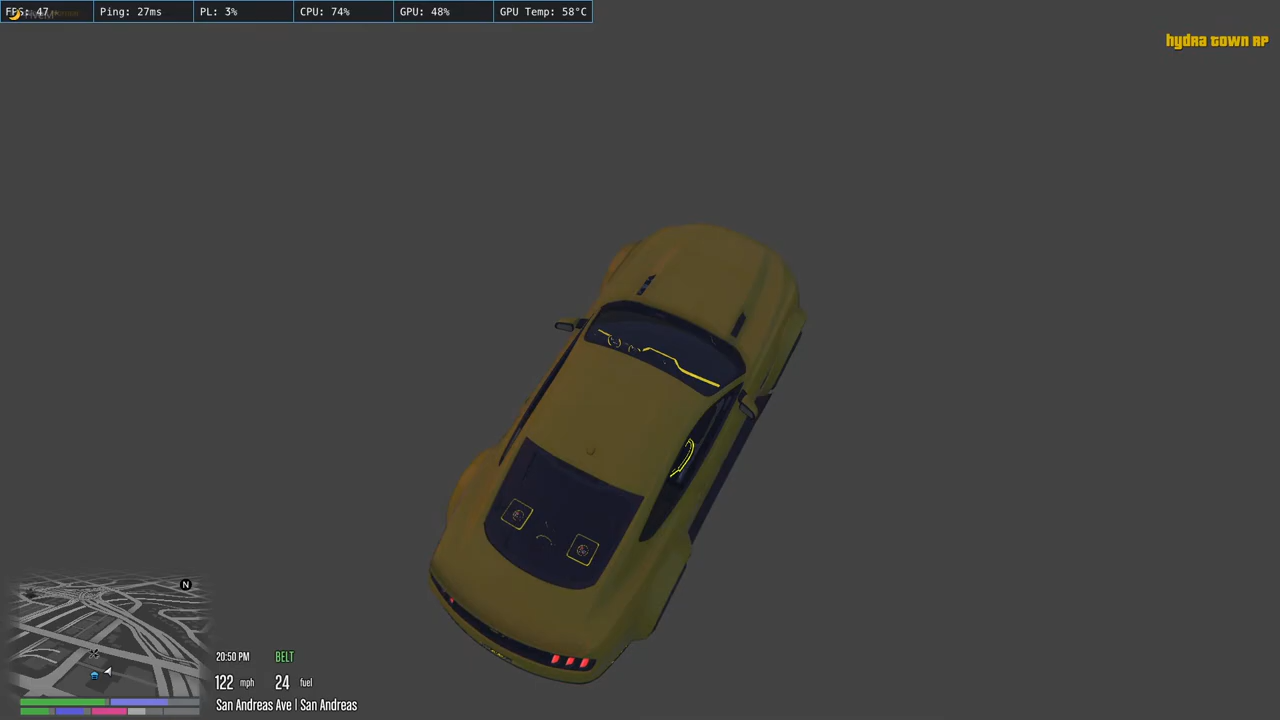 FPS: 47
Ping: 27ms
PL: 3%
CPU: 74%
GPU: 48%
GPU Temp: 58°C
hydra town RP
N
20:50 PM
BELT
122 mph
24 fuel
San Andreas Ave | San Andreas